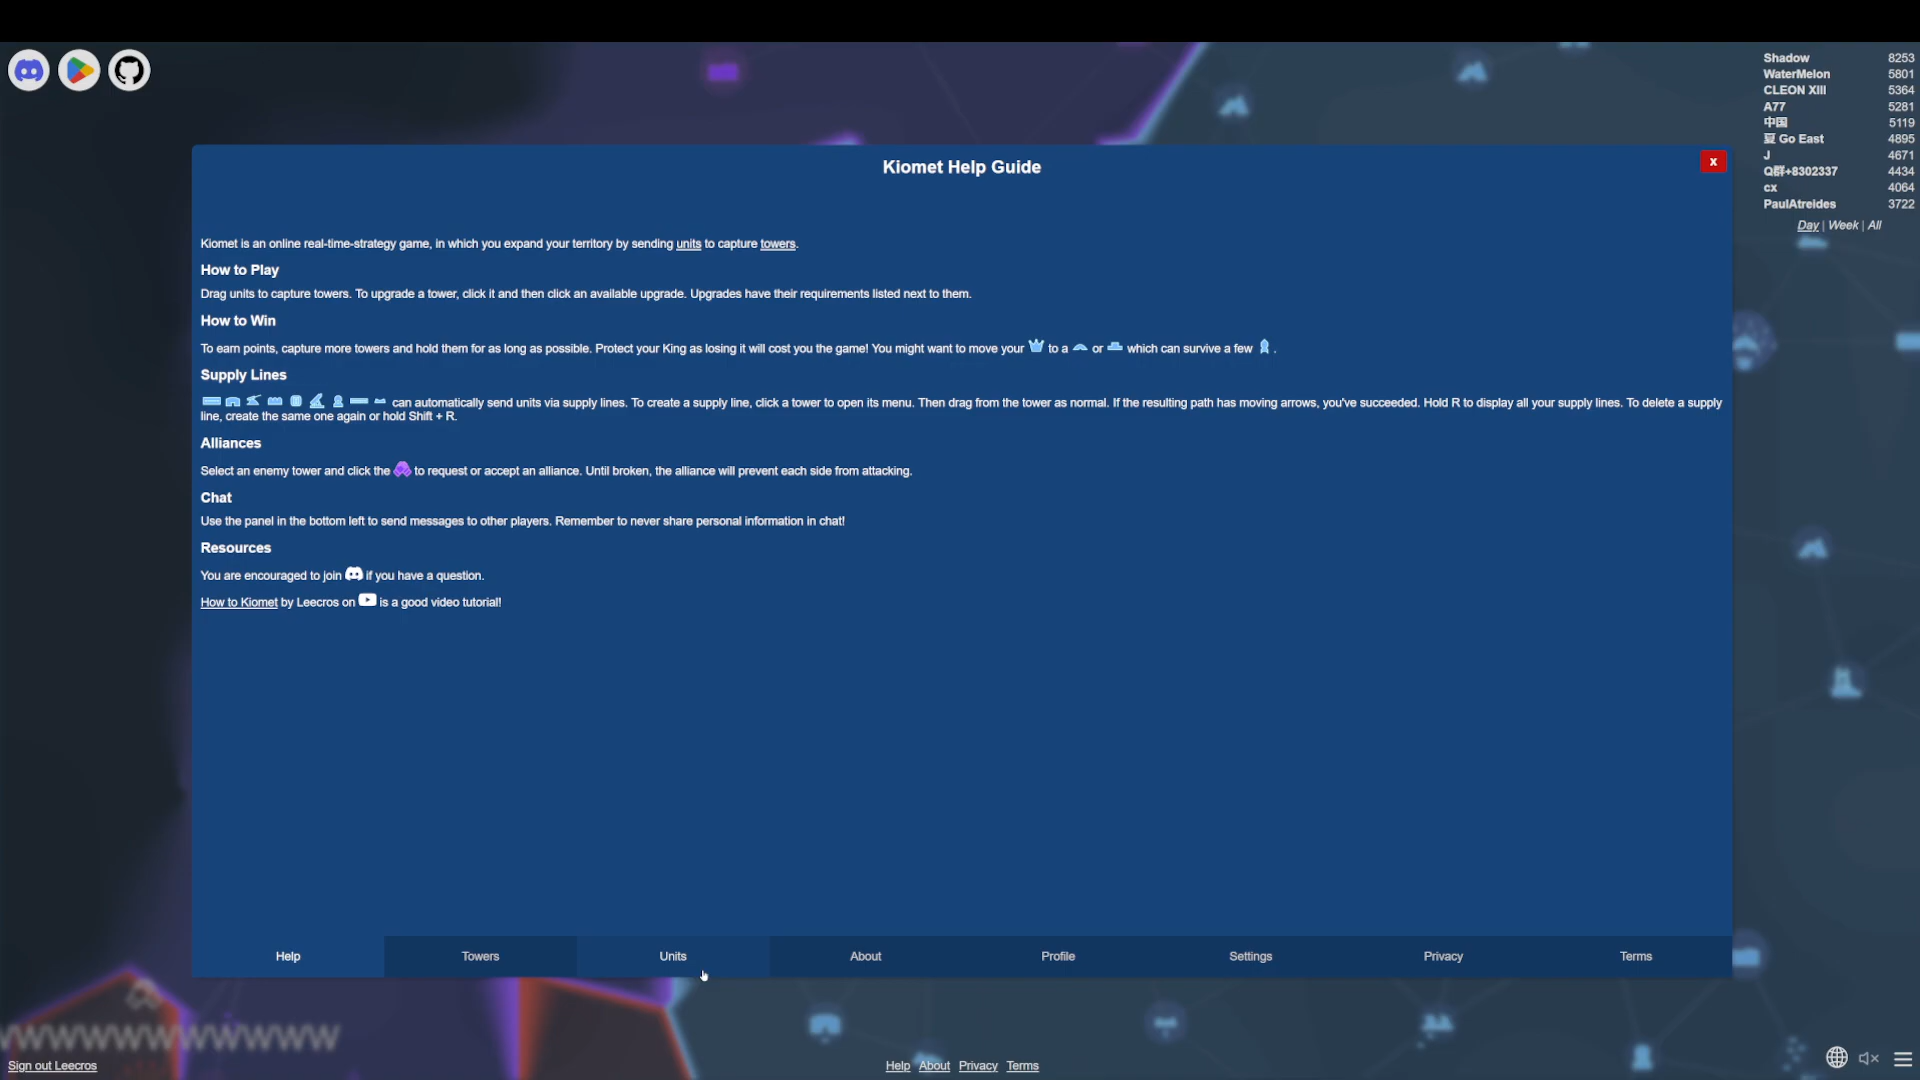 Shadow 8253
WaterMelon 5801
CLEON XIII 5364
A77 5281
中国 5119
夏 Go East 4895
J 4671
Q群+8302337 4434
cx 4064
PaulAtreides 3722
Day | Week | All
Kiomet Help Guide
x
Kiomet is an online real-time-strategy game, in which you expand your territory by sending units to capture towers.
How to Play
Drag units to capture towers. To upgrade a tower, click it and then click an available upgrade. Upgrades have their requirements listed next to them.
How to Win
To earn points, capture more towers and hold them for as long as possible. Protect your King as losing it will cost you the game! You might want to move your to a or which can survive a few .
Supply Lines
can automatically send units via supply lines. To create a supply line, click a tower to open its menu. Then drag from the tower as normal. If the resulting path has moving arrows, you've succeeded. Hold R to display all your supply lines. To delete a supply
line, create the same one again or hold Shift + R.
Alliances
Select an enemy tower and click the to request or accept an alliance. Until broken, the alliance will prevent each side from attacking.
Chat
Use the panel in the bottom left to send messages to other players. Remember to never share personal information in chat!
Resources
You are encouraged to join if you have a question.
How to Kiomet by Leecros on is a good video tutorial!
Help Towers Units About Profile Settings Privacy Terms
Sign out Leecros
Help About Privacy Terms